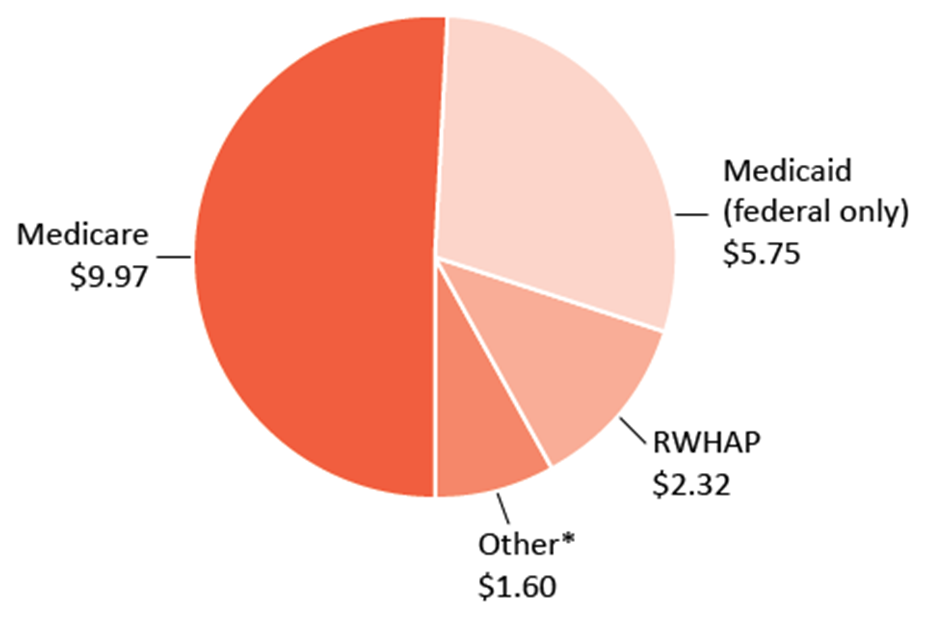 Medicare
$9.97
Medicaid
(federal only)
$5.75
RWHAP
$2.32
Other*
$1.60